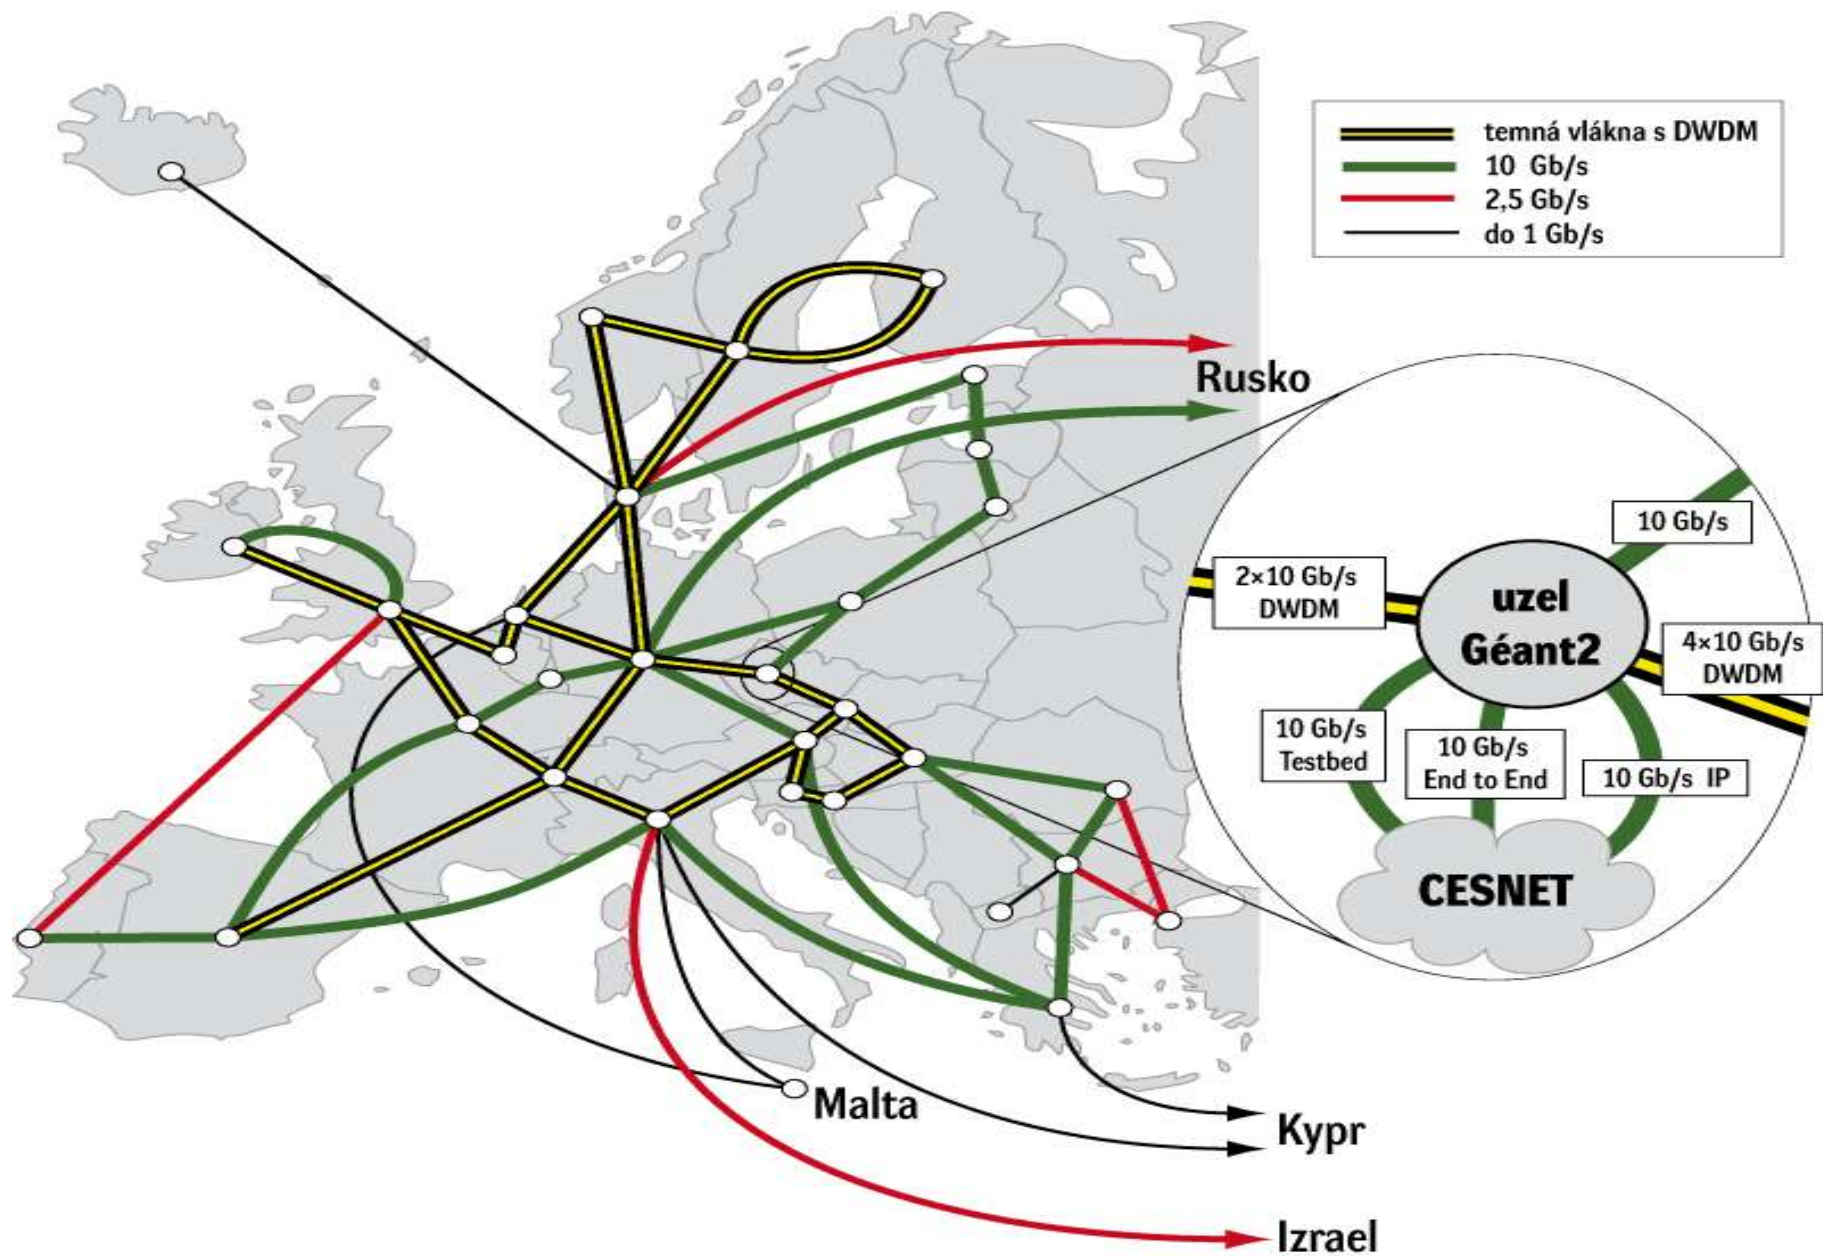 temná vlákna s DWDM
10 Gb/s
2,5 Gb/s
do 1 Gb/s
Rusko
10 Gb/s
2×10 Gb/s
DWDM
uzel
Géant2
4×10 Gb/s
DWDM
10 Gb/s
Testbed
10 Gb/s
End to End
10 Gb/s IP
CESNET
Malta
Kypr
Izrael